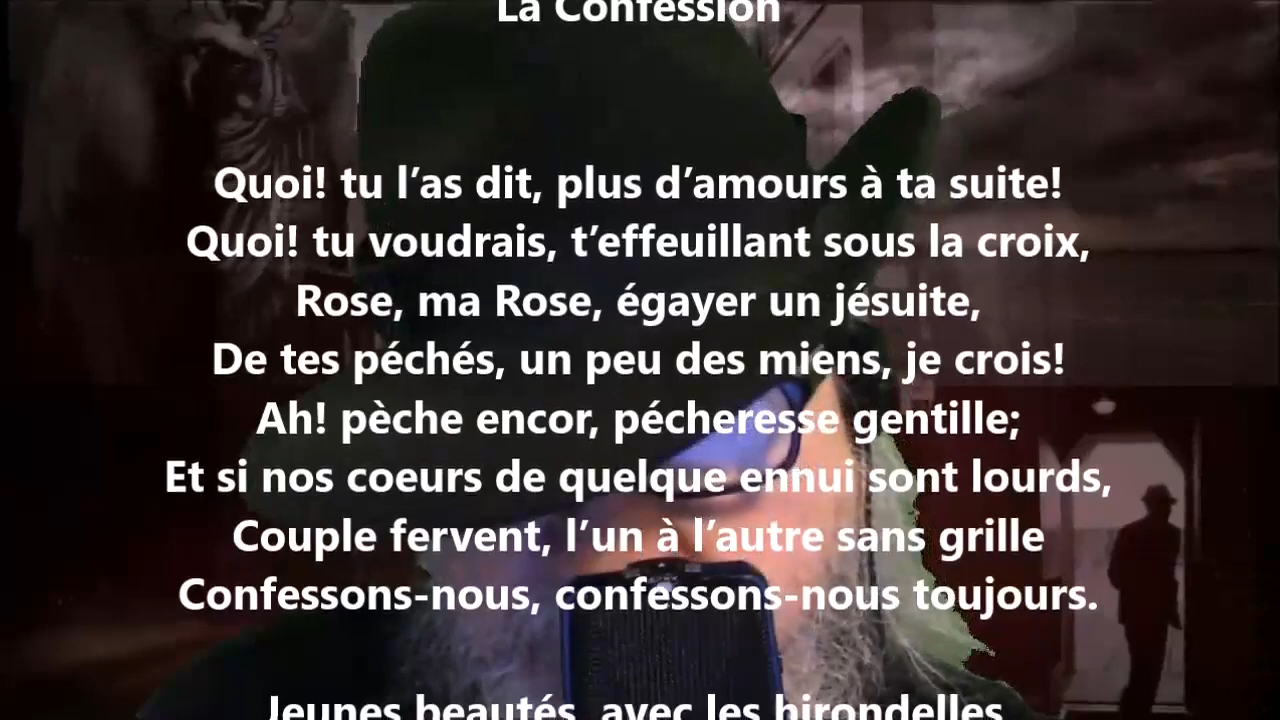 La Confession
Quoi! tu l’as dit, plus d’amours à ta suite!
Quoi! tu voudrais, t’effeuillant sous la croix,
Rose, ma Rose, égayer un jésuite,
De tes péchés, un peu des miens, je crois!
Ah! pèche encor, pécheresse gentille;
Et si nos coeurs de quelque ennui sont lourds,
Couple fervent, l’un à l’autre sans grille
Confessons-nous, confessons-nous toujours.
Jeunes beautés, avec les hirondelles